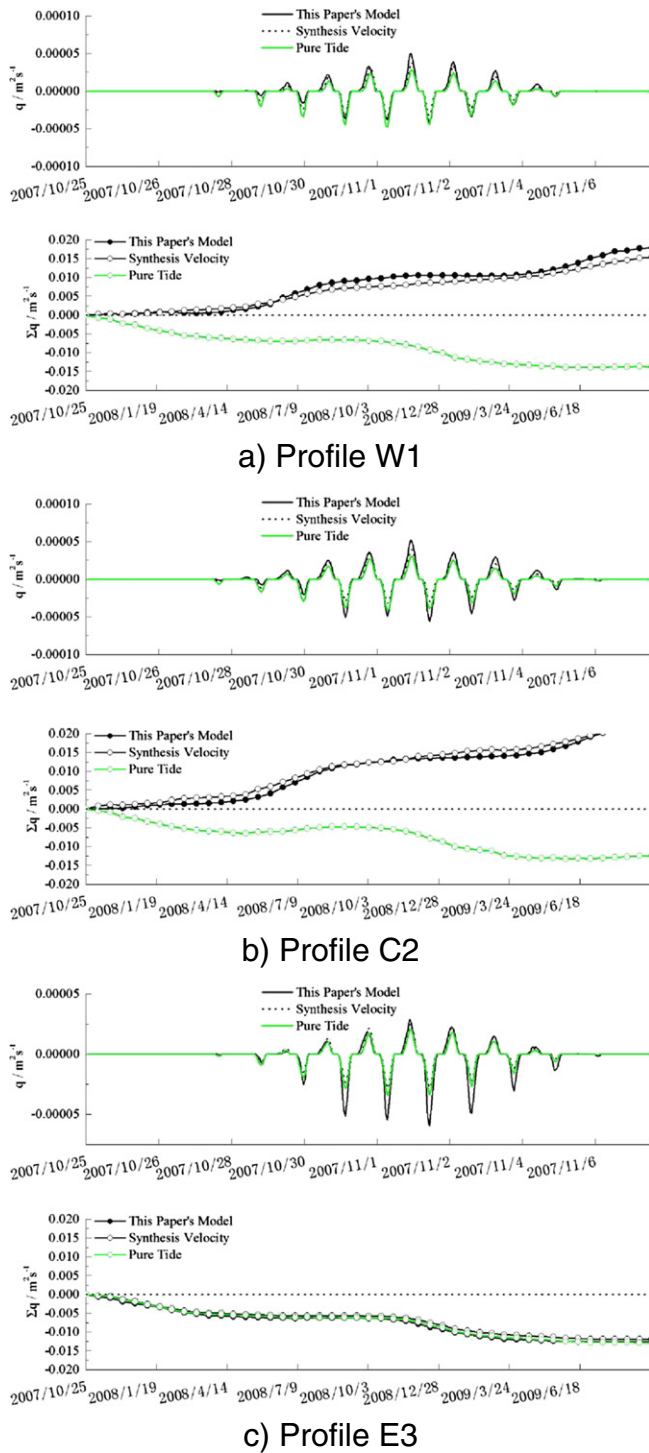 This Paper's Model
Synthesis Velocity
Pure Tide
0.00010
0.00005
0.00000
-0.00005
-0.00010
q / m²s⁻¹
2007/10/25 2007/10/26 2007/10/28 2007/10/30 2007/11/1 2007/11/2 2007/11/4 2007/11/6
This Paper's Model
Synthesis Velocity
Pure Tide
0.020
0.015
0.010
0.005
0.000
-0.005
-0.010
-0.015
-0.020
Σq / m²s⁻¹
2007/10/25 2008/1/19 2008/4/14 2008/7/9 2008/10/3 2008/12/28 2009/3/24 2009/6/18
a) Profile W1
This Paper's Model
Synthesis Velocity
Pure Tide
0.00010
0.00005
0.00000
-0.00005
-0.00010
q / m²s⁻¹
2007/10/25 2007/10/26 2007/10/28 2007/10/30 2007/11/1 2007/11/2 2007/11/4 2007/11/6
This Paper's Model
Synthesis Velocity
Pure Tide
0.020
0.015
0.010
0.005
0.000
-0.005
-0.010
-0.015
-0.020
Σq / m²s⁻¹
2007/10/25 2008/1/19 2008/4/14 2008/7/9 2008/10/3 2008/12/28 2009/3/24 2009/6/18
b) Profile C2
This Paper's Model
Synthesis Velocity
Pure Tide
0.00005
0.00000
-0.00005
q / m²s⁻¹
2007/10/25 2007/10/26 2007/10/28 2007/10/30 2007/11/1 2007/11/2 2007/11/4 2007/11/6
This Paper's Model
Synthesis Velocity
Pure Tide
0.020
0.015
0.010
0.005
0.000
-0.005
-0.010
-0.015
-0.020
Σq / m²s⁻¹
2007/10/25 2008/1/19 2008/4/14 2008/7/9 2008/10/3 2008/12/28 2009/3/24 2009/6/18
c) Profile E3